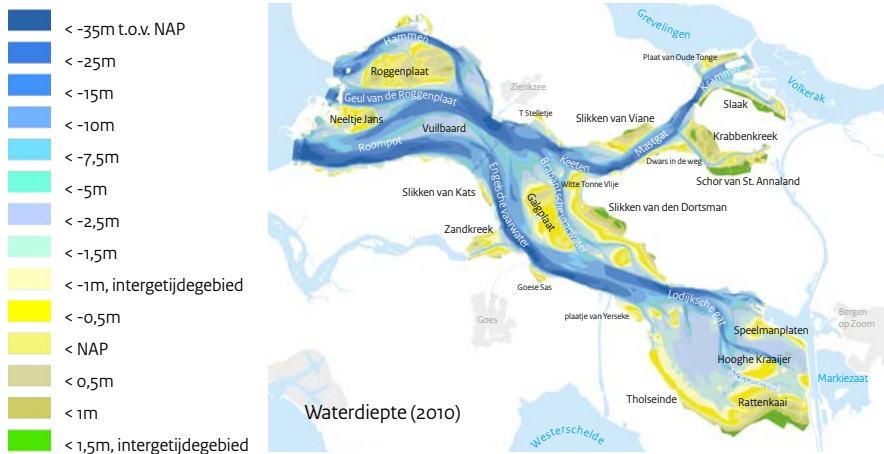 < -35m t.o.v. NAP
< -25m
< -15m
< -10m
< -7,5m
< -5m
< -2,5m
< -1,5m
< -1m, intergetijdegebied
< -0,5m
< NAP
< 0,5m
< 1m
< 1,5m, intergetijdegebied
Grevelingen
Hammen
Plaat van Oude Tonge
Roggenplaat
Krammer
Volkerak
Zierikzee
Geul van de Roggenplaat
Slaak
T Stelletje
Slikken van Viane
Neeltje Jans
Vuilbaard
Mastgat
Krabbenkreek
Roompot
Keeten
Dwars in de weg
Brabantsche vaarwater
Witte Tonne Vlije
Schor van St. Annaland
Engelsche vaarwater
Slikken van Kats
Galgplaat
Slikken van den Dortsman
Zandkreek
Goese Sas
Lodijksche gat
plaatje van Yerseke
Goes
Speelmanplaten
Bergen
op Zoom
Hooghe Kraaijer
Markiezaat
Tholseinde
Rattenkaai
Waterdiepte (2010)
Westerschelde